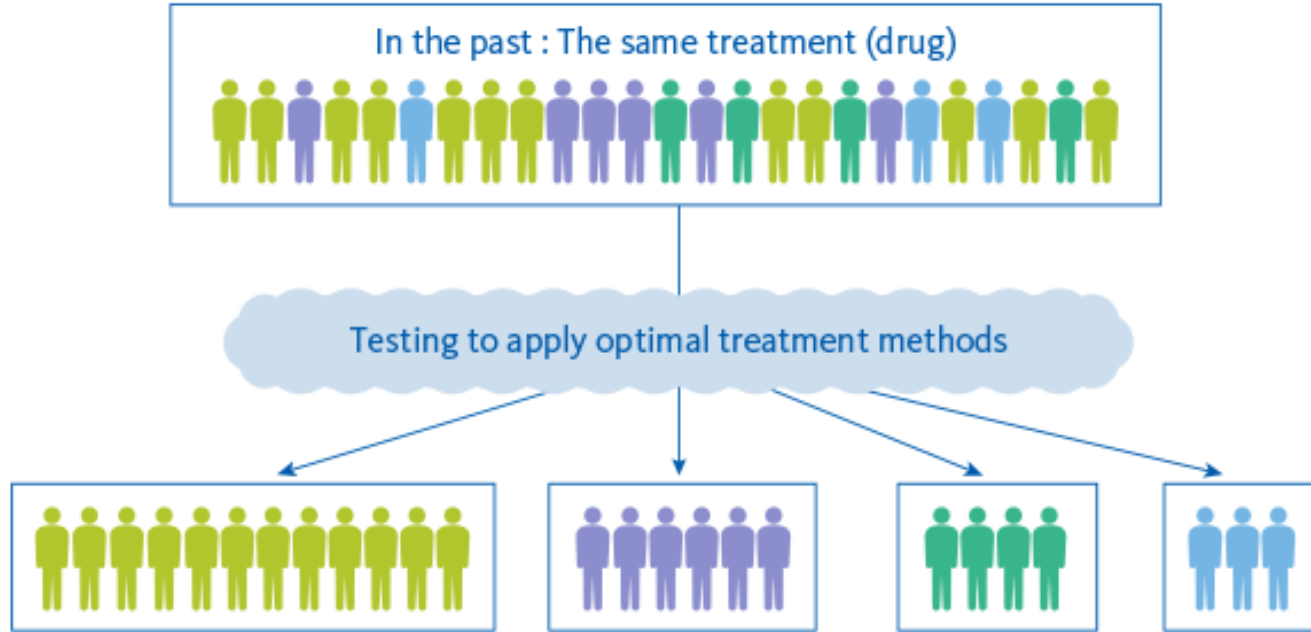 In the past : The same treatment (drug)
Testing to apply optimal treatment methods